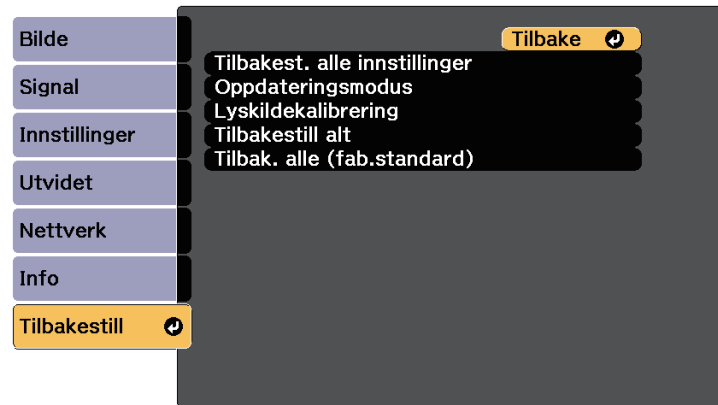 Bilde
Signal
Innstillinger
Utvidet
Nettverk
Info
Tilbakestill
Tilbake
Tilbakest. alle innstillinger
Oppdateringsmodus
Lyskildekalibrering
Tilbakestill alt
Tilbak. alle (fab.standard)